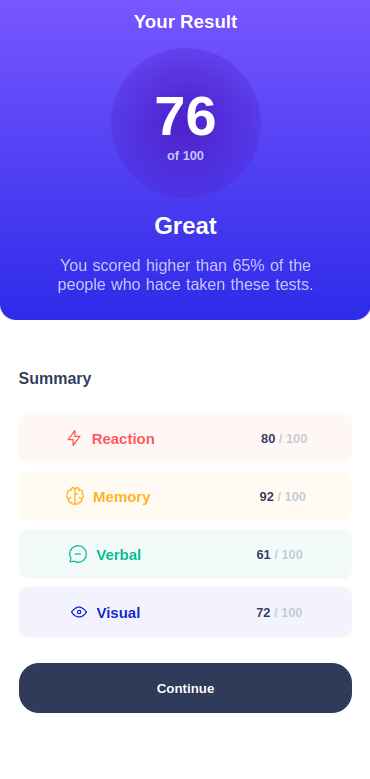 Your Result
76
of 100
Great
You scored higher than 65% of the
people who hace taken these tests.
Summary
Reaction 80 / 100
Memory 92 / 100
Verbal 61 / 100
Visual 72 / 100
Continue